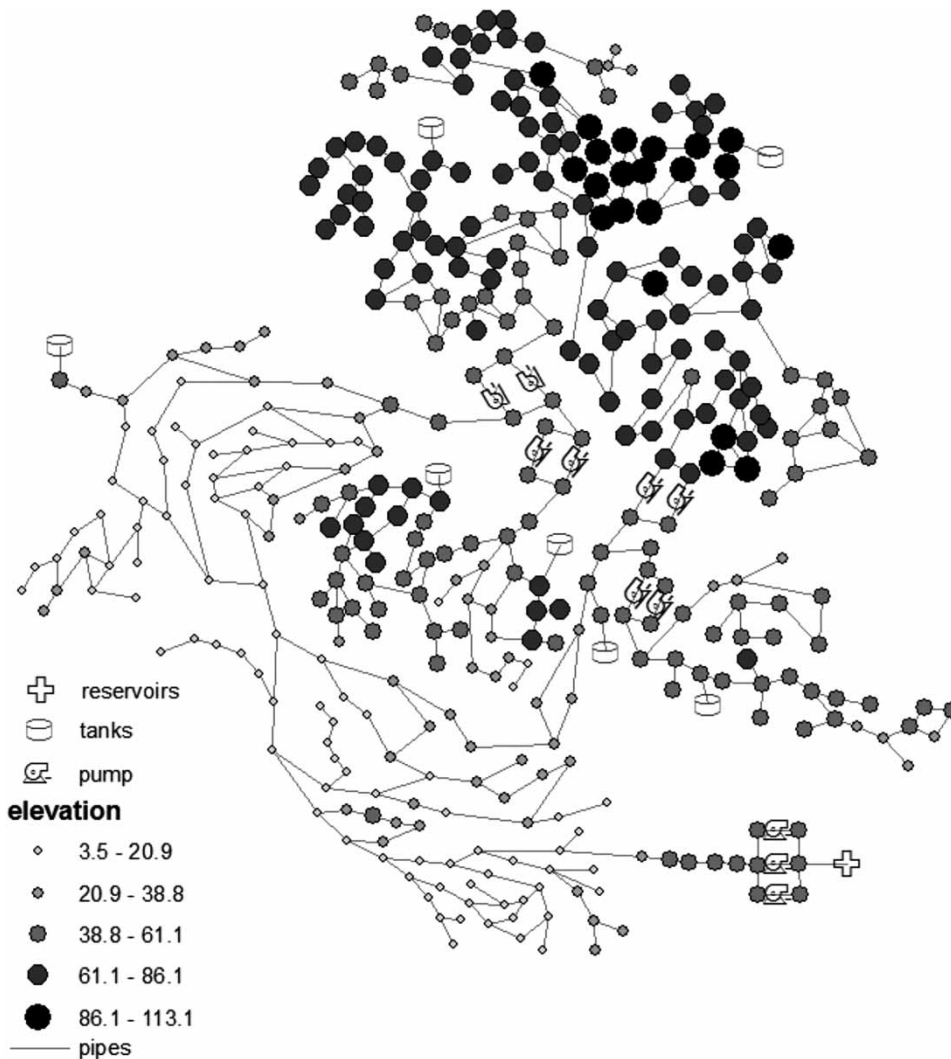 reservoirs
tanks
pump
elevation
3.5 - 20.9
20.9 - 38.8
38.8 - 61.1
61.1 - 86.1
86.1 - 113.1
pipes